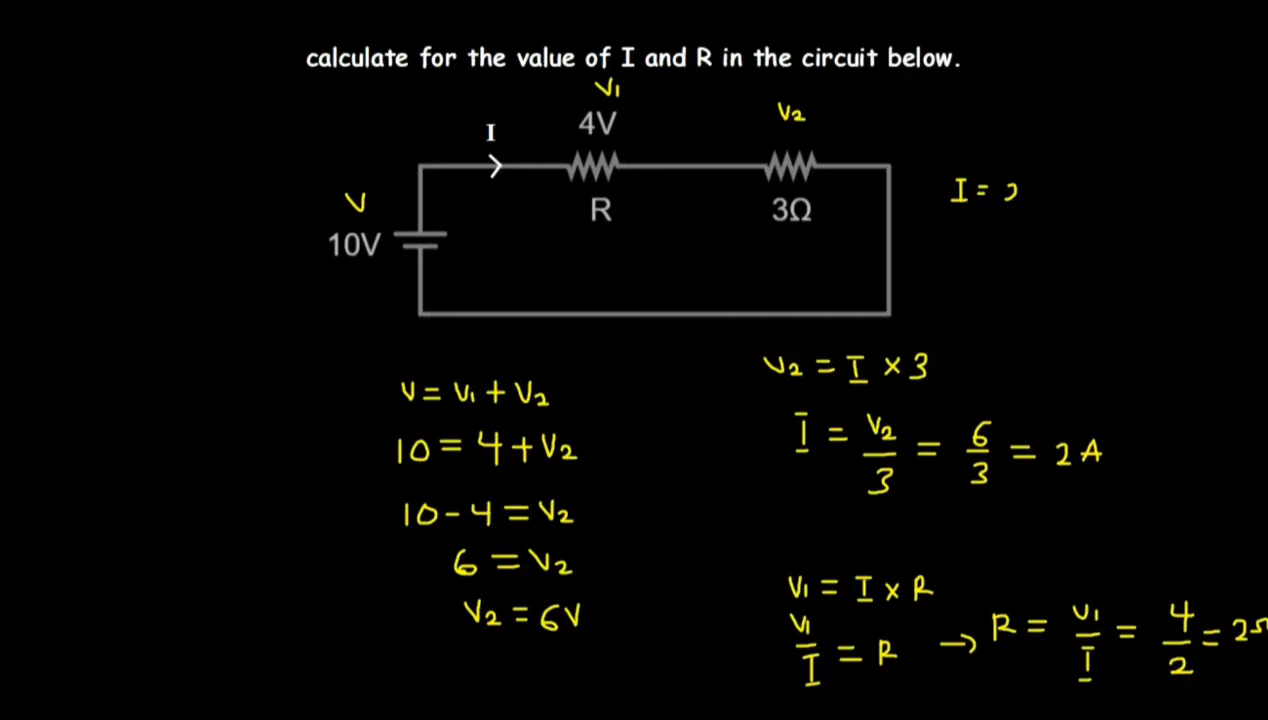 calculate for the value of I and R in the circuit below.
V1
4V
V2
I
V
10V
R
3Ω
I =
V = V1 + V2
10 = 4 + V2
10 - 4 = V2
6 = V2
V2 = 6V
V2 = I × 3
I = V2/3 = 6/3 = 2A
V1 = I × R
V1/I = R → R = V1/I = 4/2 = 2Ω